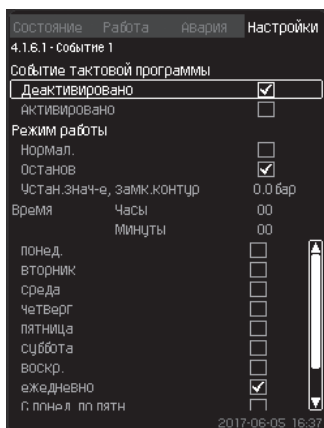 Состояние Работа Авария Настройки
4.1.6.1 - Событие 1
Событие тактовой программы
Деактивировано
Активировано
Режим работы
Нормал.
Останов
Устан.знач-е, замк.контур 0.0 бар
Время Часы 00
Минуты 00
понед.
вторник
среда
четверг
пятница
суббота
воскр.
ежедневно
С понед. по пятн
2017-06-05 16:37